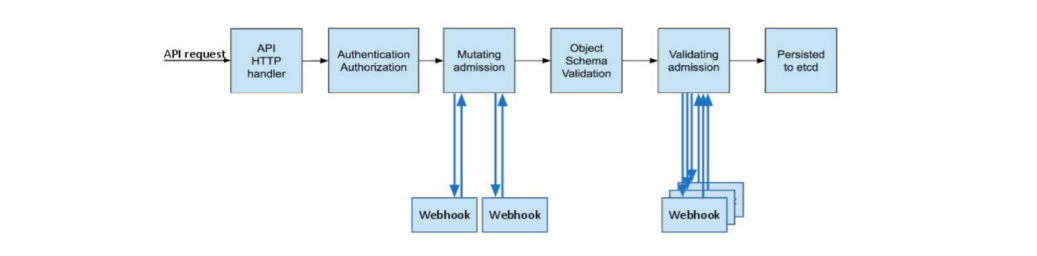 API request
API
HTTP
handler
Authentication
Authorization
Mutating
admission
Object
Schema
Validation
Validating
admission
Persisted
to etcd
Webhook
Webhook
Webhook